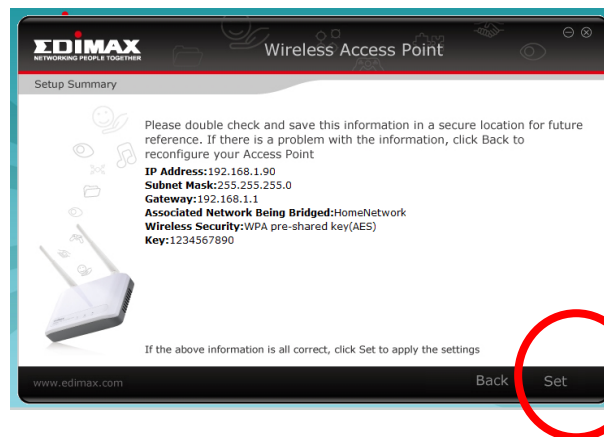 EDIMAX
NETWORKING PEOPLE TOGETHER
Wireless Access Point
Setup Summary
Please double check and save this information in a secure location for future
reference. If there is a problem with the information, click Back to
reconfigure your Access Point
IP Address:192.168.1.90
Subnet Mask:255.255.255.0
Gateway:192.168.1.1
Associated Network Being Bridged:HomeNetwork
Wireless Security:WPA pre-shared key(AES)
Key:1234567890
If the above information is all correct, click Set to apply the settings
www.edimax.com
Back
Set